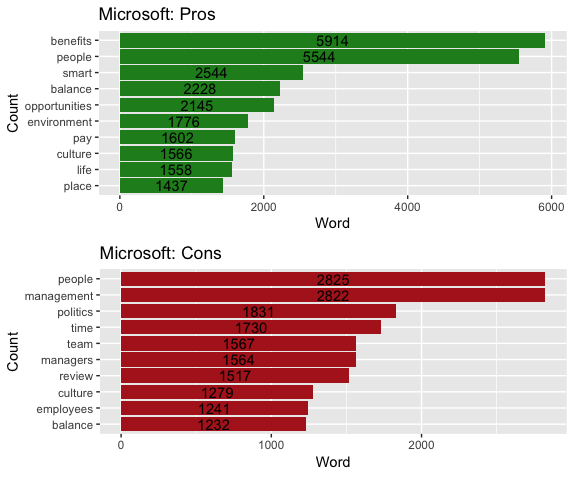 Microsoft: Pros
benefits 5914
people 5544
smart 2544
balance 2228
opportunities 2145
environment 1776
pay 1602
culture 1566
life 1558
place 1437
Count
0 2000 4000 6000
Word
Microsoft: Cons
people 2825
management 2822
politics 1831
time 1730
team 1567
managers 1564
review 1517
culture 1279
employees 1241
balance 1232
Count
0 1000 2000
Word